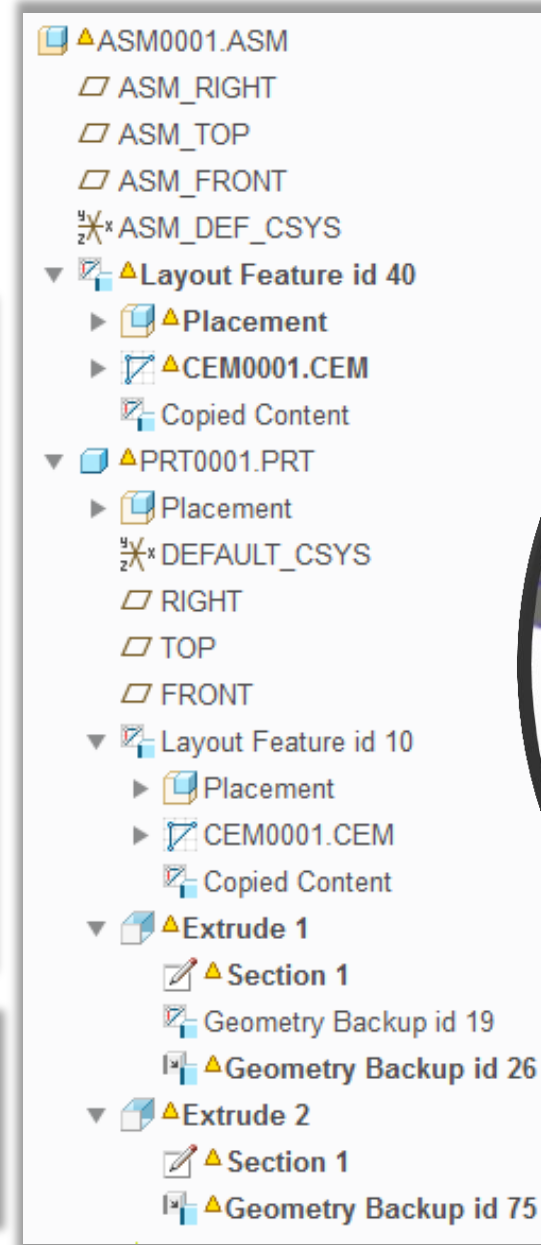 ASM0001.ASM
ASM_RIGHT
ASM_TOP
ASM_FRONT
ASM_DEF_CSYS
Layout Feature id 40
Placement
CEM0001.CEM
Copied Content
PRT0001.PRT
Placement
DEFAULT_CSYS
RIGHT
TOP
FRONT
Layout Feature id 10
Placement
CEM0001.CEM
Copied Content
Extrude 1
Section 1
Geometry Backup id 19
Geometry Backup id 26
Extrude 2
Section 1
Geometry Backup id 75